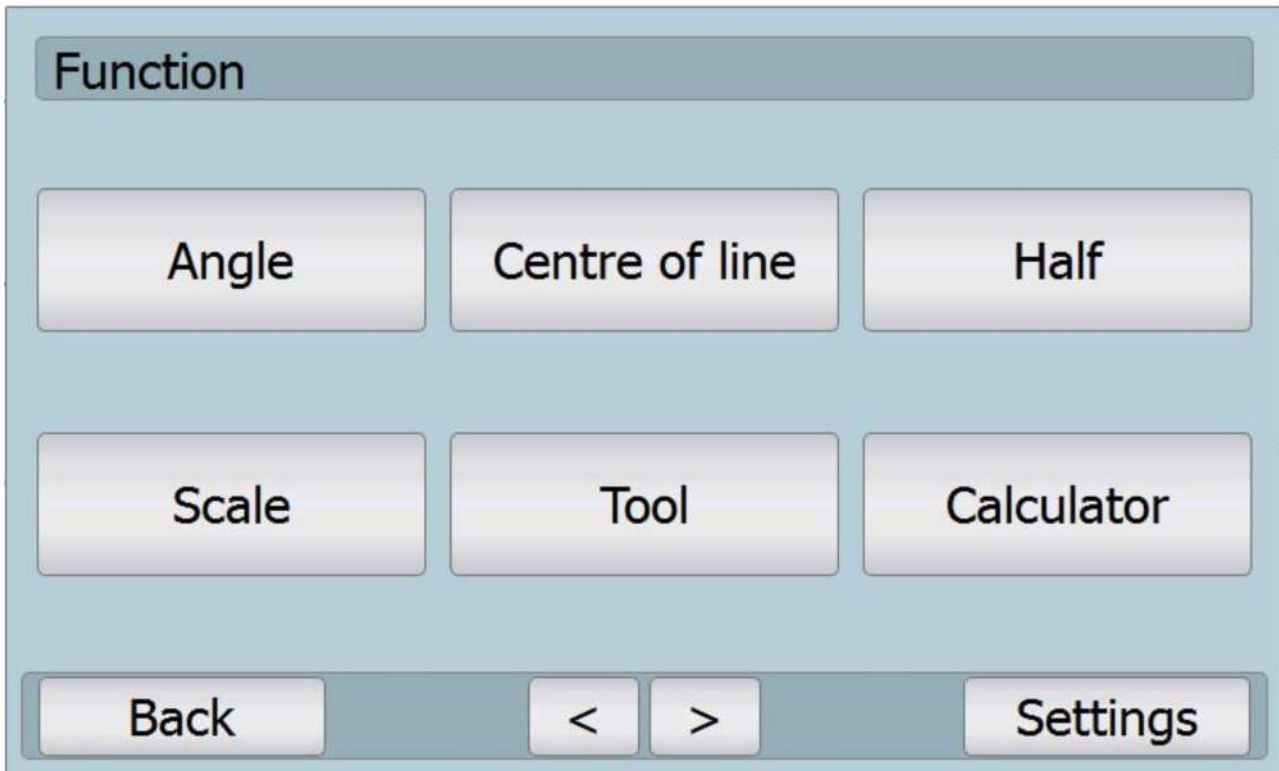 Function
Angle Centre of line Half
Scale Tool Calculator
Back < > Settings